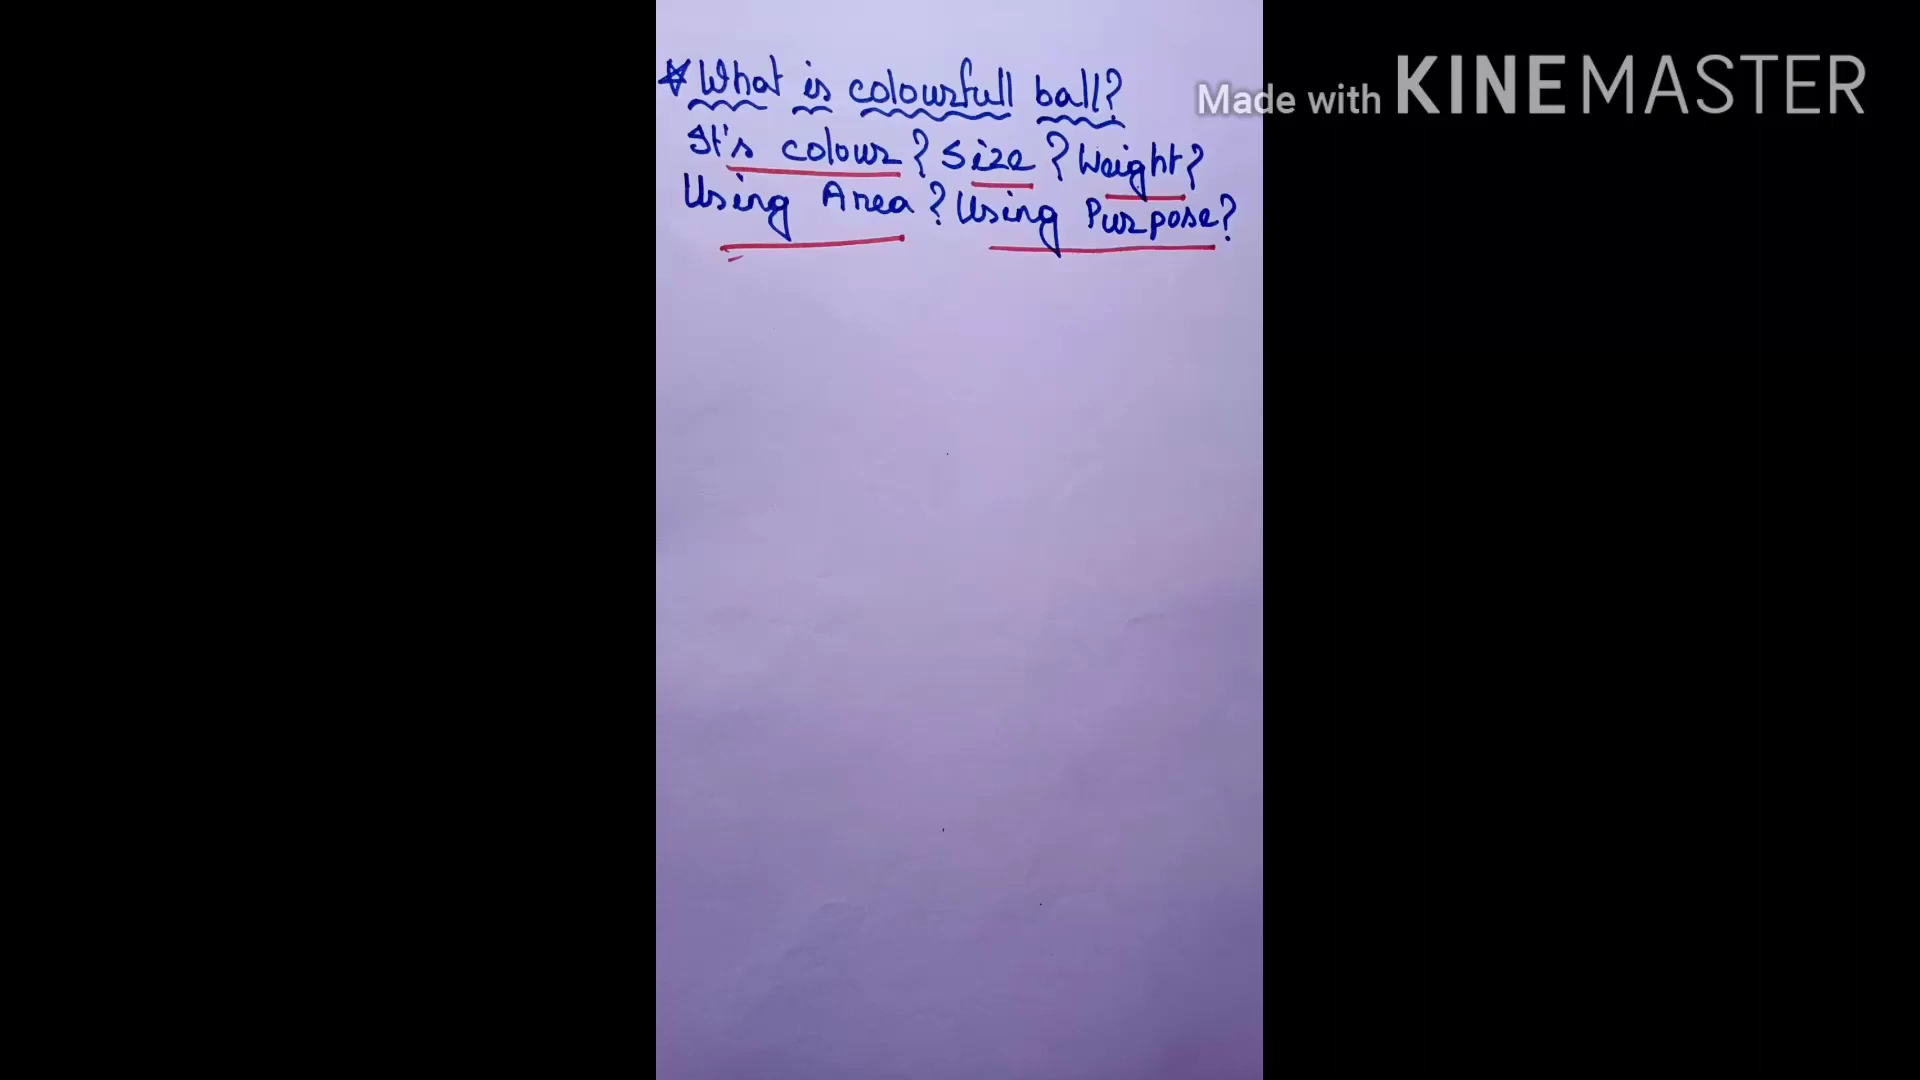 *What is colourfull ball?
It's colour? Size? Weight?
Using Area? Using Purpose?
Made with KINEMASTER